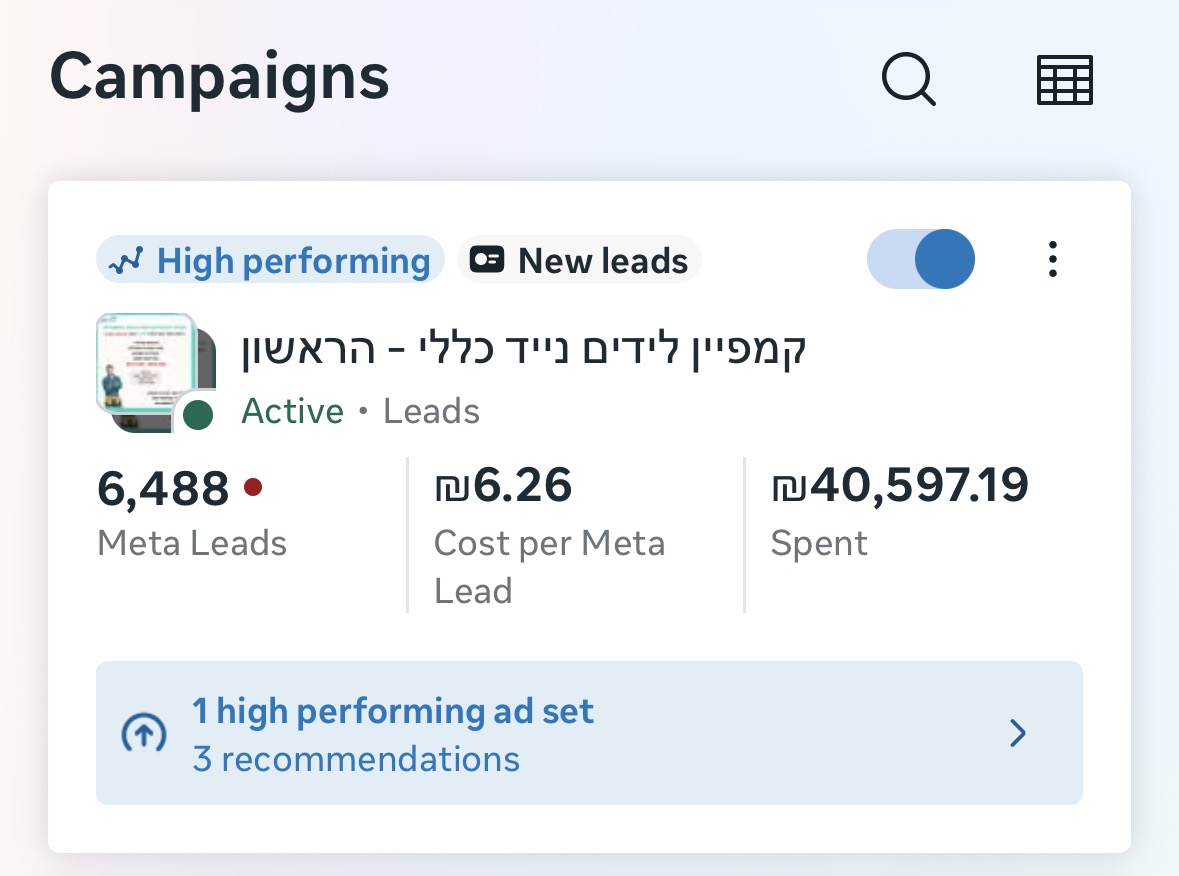 Campaigns
High performing
New leads
קמפיין לידים נייד כללי - הראשון
Active • Leads
6,488
Meta Leads
₪6.26
Cost per Meta
Lead
₪40,597.19
Spent
1 high performing ad set
3 recommendations